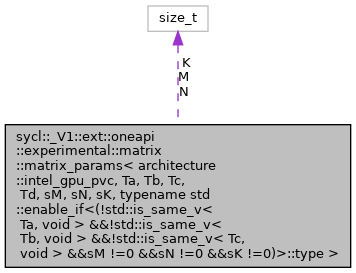 size_t
K
M
N
sycl::_V1::ext::oneapi
::experimental::matrix
::matrix_params< architecture
::intel_gpu_pvc, Ta, Tb, Tc,
Td, sM, sN, sK, typename std
::enable_if<(!std::is_same_v<
Ta, void > &&!std::is_same_v<
Tb, void > &&!std::is_same_v< Tc,
void > &&sM !=0 &&sN !=0 &&sK !=0)>::type >